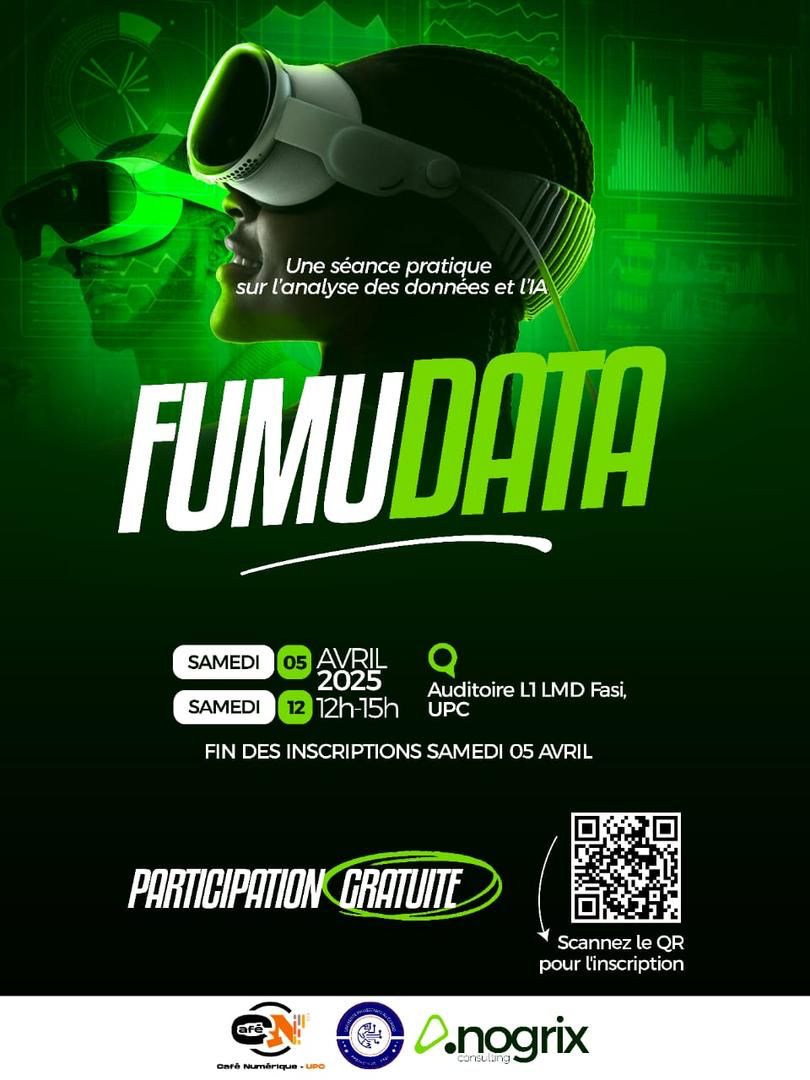 Une séance pratique
sur l'analyse des données et l'IA
FUMUDATA
SAMEDI 05 AVRIL
2025
SAMEDI 12 12h-15h
Auditoire L1 LMD Fasi,
UPC
FIN DES INSCRIPTIONS SAMEDI 05 AVRIL
PARTICIPATION GRATUITE
Scannez le QR
pour l'inscription
Café N
Café Numérique - UPC
.nogrix
consulting